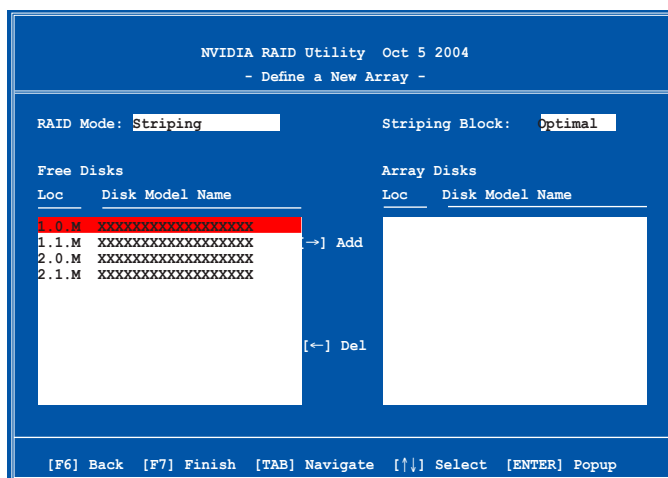 NVIDIA RAID Utility Oct 5 2004
- Define a New Array -
RAID Mode: Striping
Striping Block: Optimal
Free Disks
Loc Disk Model Name
1.0.M XXXXXXXXXXXXXXXXXX
1.1.M XXXXXXXXXXXXXXXXXX
2.0.M XXXXXXXXXXXXXXXXXX
2.1.M XXXXXXXXXXXXXXXXXX
[→] Add
[←] Del
Array Disks
Loc Disk Model Name
[F6] Back [F7] Finish [TAB] Navigate [↑↓] Select [ENTER] Popup